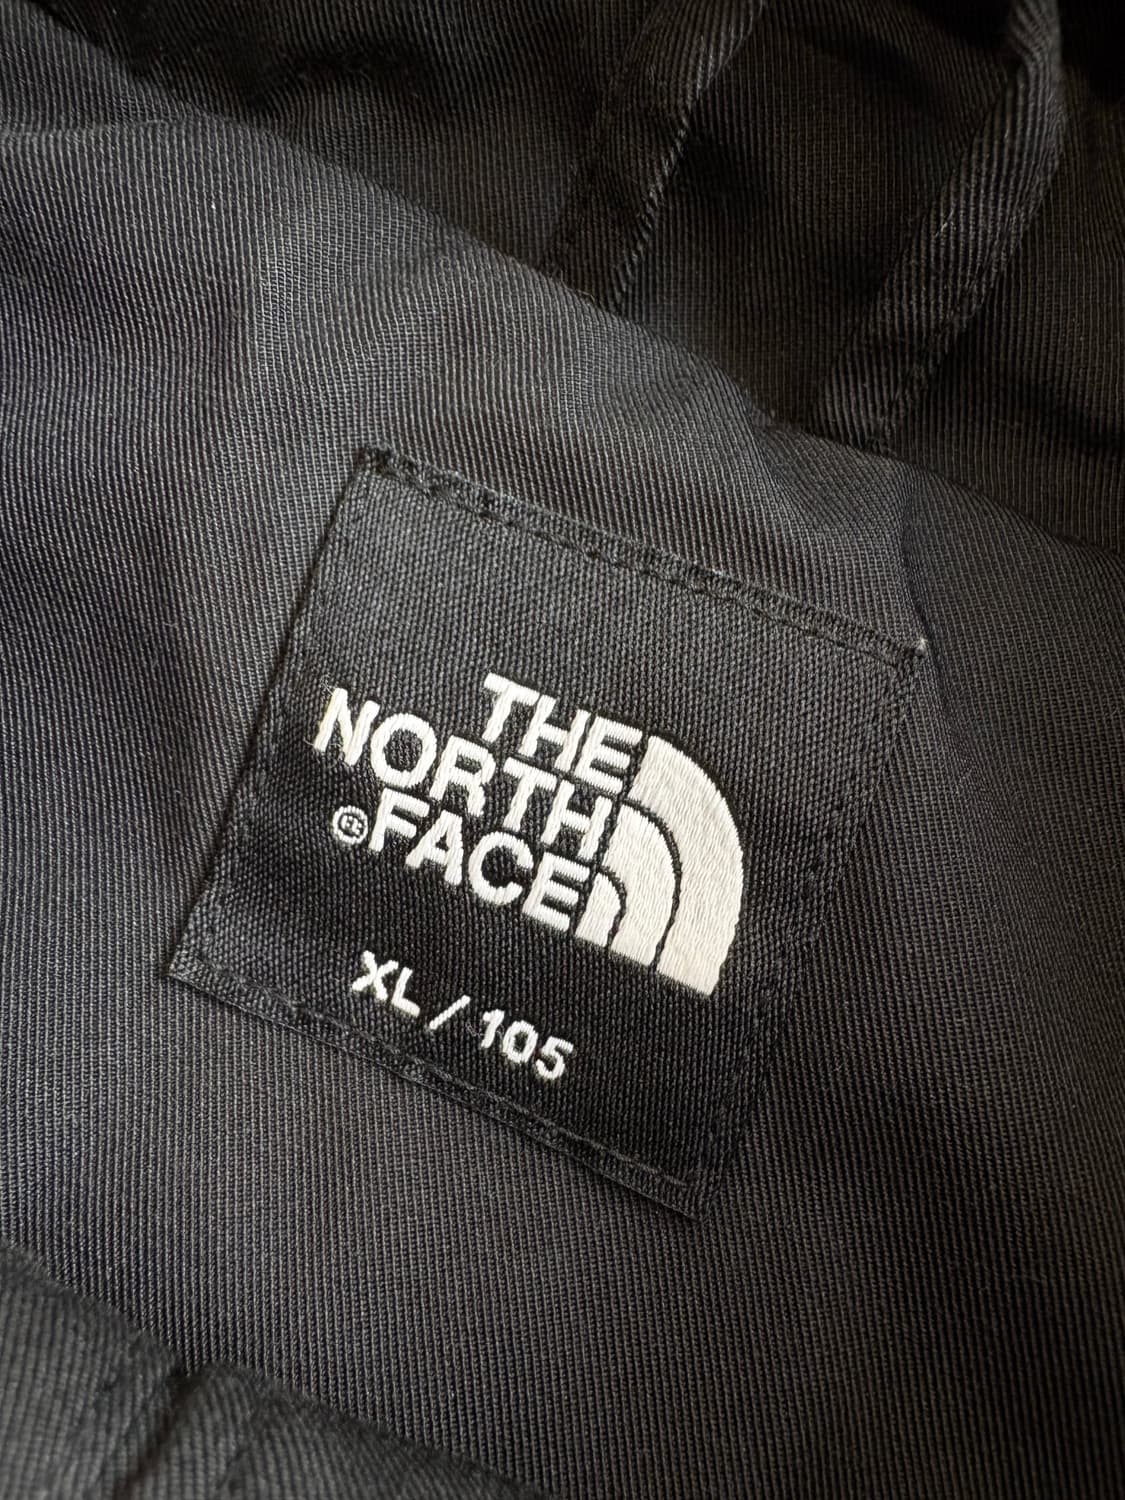 THE
NORTH
®FACE
XL / 105